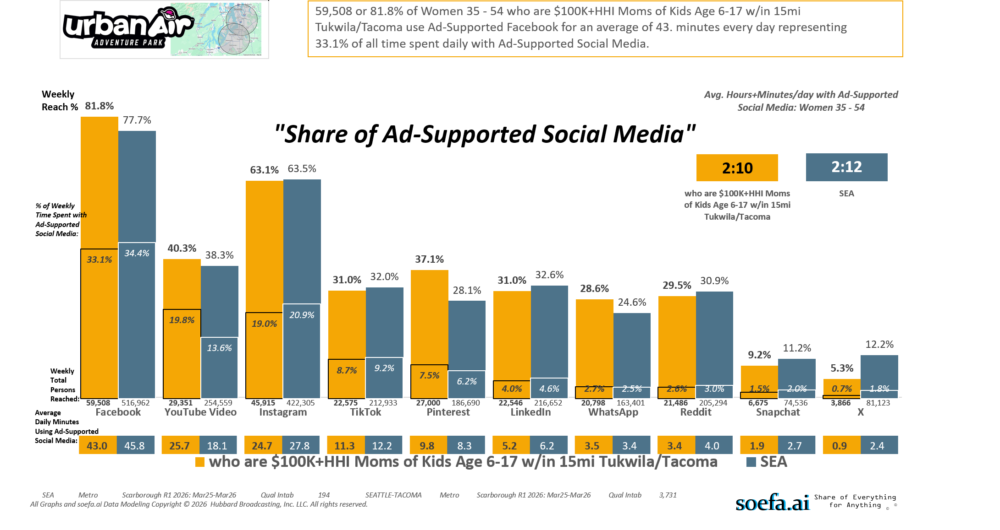 urbanAir
ADVENTURE PARK
59,508 or 81.8% of Women 35 - 54 who are $100K+HHI Moms of Kids Age 6-17 w/in 15mi
Tukwila/Tacoma use Ad-Supported Facebook for an average of 43. minutes every day representing
33.1% of all time spent daily with Ad-Supported Social Media.
Weekly
Reach %
Avg. Hours+Minutes/day with Ad-Supported
Social Media: Women 35 - 54
"Share of Ad-Supported Social Media"
2:10
2:12
who are $100K+HHI Moms
of Kids Age 6-17 w/in 15mi
Tukwila/Tacoma
SEA
81.8% 77.7% 40.3% 38.3% 63.1% 63.5% 31.0% 32.0% 37.1% 28.1% 31.0% 32.6% 28.6% 24.6% 29.5% 30.9% 9.2% 11.2% 5.3% 12.2%
% of Weekly
Time Spent with
Ad-Supported
Social Media:
33.1% 34.4% 19.8% 13.6% 19.0% 20.9% 8.7% 9.2% 7.5% 6.2% 4.0% 4.6% 2.7% 2.5% 2.6% 3.0% 1.5% 2.0% 0.7% 1.8%
Weekly
Total
Persons
Reached:
59,508 516,962 29,351 254,559 45,915 422,305 22,575 212,933 27,000 186,690 22,546 216,652 20,798 163,401 21,486 205,294 6,675 74,536 3,866 81,123
Facebook YouTube Video Instagram TikTok Pinterest LinkedIn WhatsApp Reddit Snapchat X
Average
Daily Minutes
Using Ad-Supported
Social Media:
43.0 45.8 25.7 18.1 24.7 27.8 11.3 12.2 9.8 8.3 5.2 6.2 3.5 3.4 3.4 4.0 1.9 2.7 0.9 2.4
who are $100K+HHI Moms of Kids Age 6-17 w/in 15mi Tukwila/Tacoma SEA
SEA Metro Scarborough R1 2026: Mar25-Mar26 Qual Intab 194 SEATTLE-TACOMA Metro Scarborough R1 2026: Mar25-Mar26 Qual Intab 3,731
All Graphs and soefa.ai Data Modeling Copyright © 2026 Hubbard Broadcasting, Inc. LLC. All rights reserved.
soefa.ai
Share of Everything
for Anything © ©